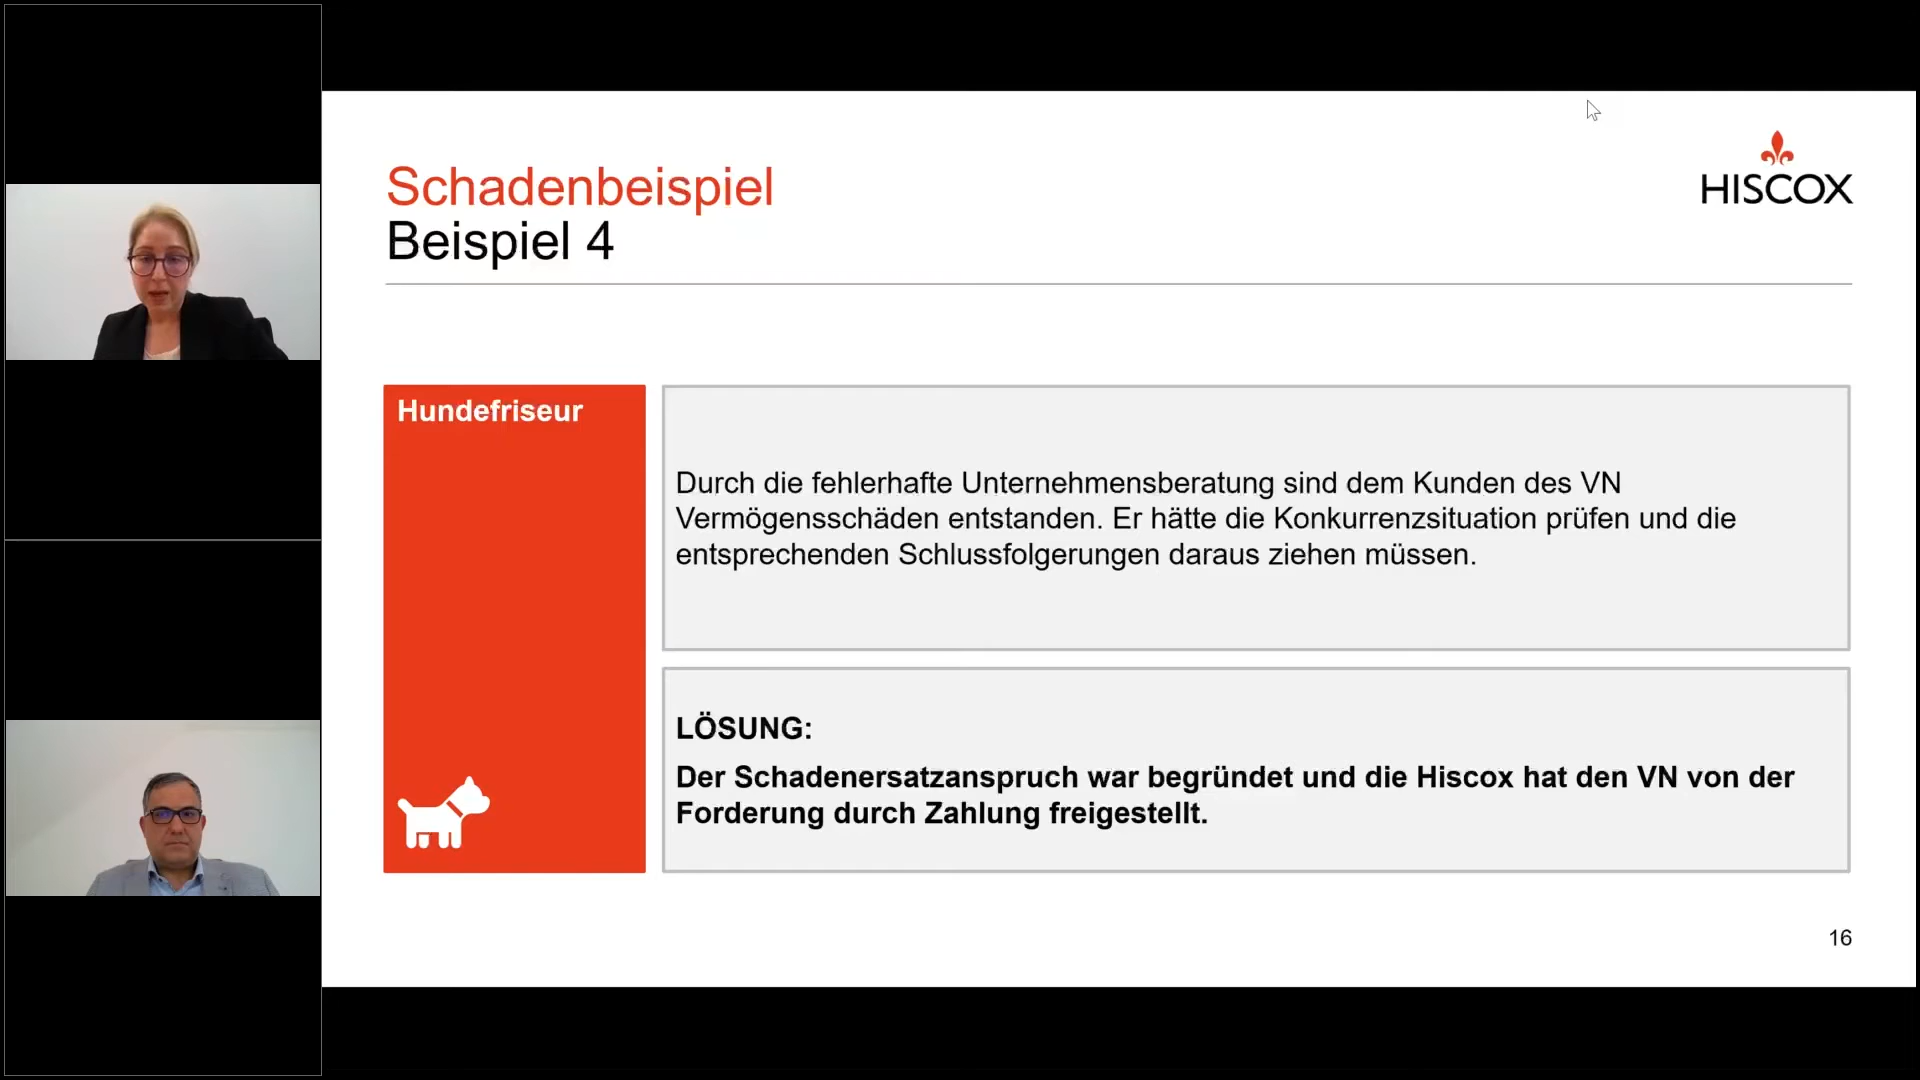 Schadenbeispiel
Beispiel 4
HISCOX
Hundefriseur
Durch die fehlerhafte Unternehmensberatung sind dem Kunden des VN
Vermögensschäden entstanden. Er hätte die Konkurrenzsituation prüfen und die
entsprechenden Schlussfolgerungen daraus ziehen müssen.
LÖSUNG:
Der Schadenersatzanspruch war begründet und die Hiscox hat den VN von der
Forderung durch Zahlung freigestellt.
16